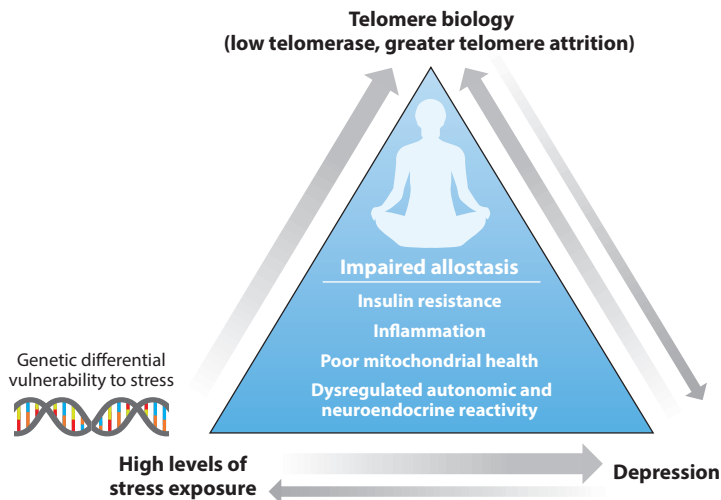 Telomere biology
(low telomerase, greater telomere attrition)
Impaired allostasis
Insulin resistance
Inflammation
Poor mitochondrial health
Dysregulated autonomic and
neuroendocrine reactivity
Genetic differential
vulnerability to stress
High levels of
stress exposure
Depression